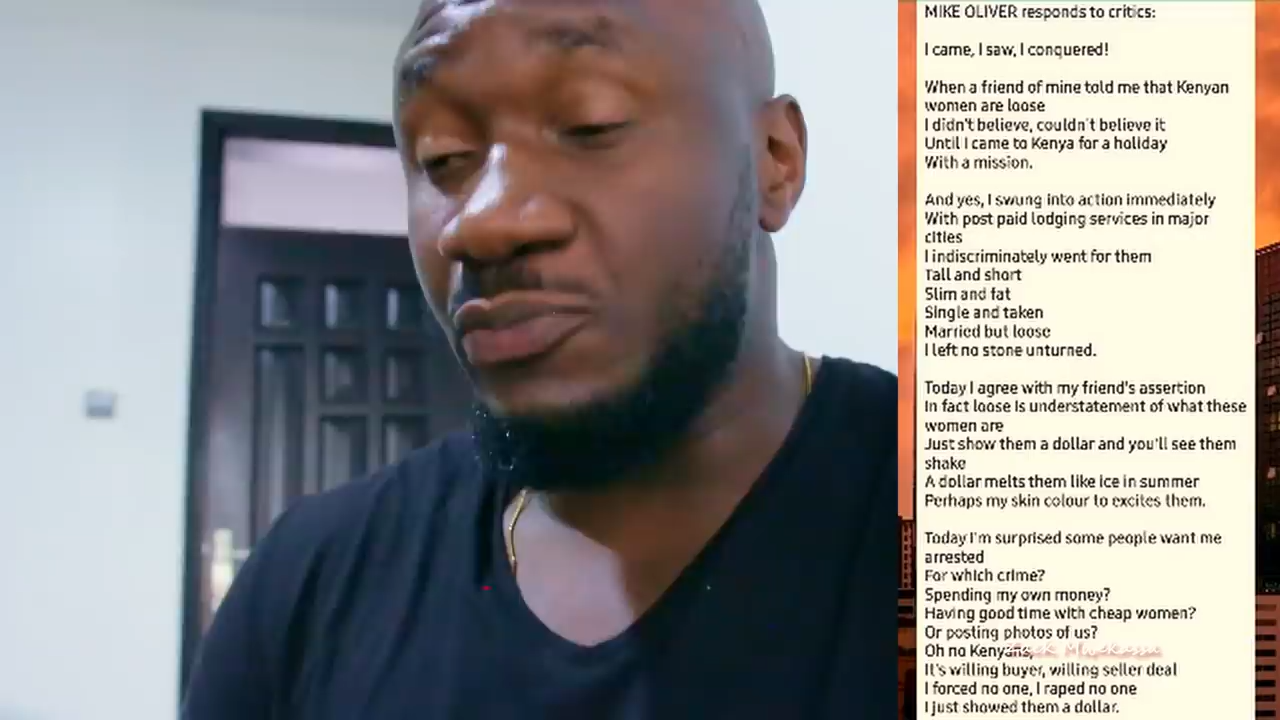 MIKE OLIVER responds to critics:
I came, I saw, I conquered!
When a friend of mine told me that Kenyan
women are loose
I didn't believe, couldn't believe it
Until I came to Kenya for a holiday
With a mission.
And yes, I swung into action immediately
With post paid lodging services in major
cities
I indiscriminately went for them
Tall and short
Slim and fat
Single and taken
Married but loose
I left no stone unturned.
Today I agree with my friend's assertion
In fact loose is understatement of what these
women are
Just show them a dollar and you'll see them
shake
A dollar melts them like ice in summer
Perhaps my skin colour to excites them.
Today I'm surprised some people want me
arrested
For which crime?
Spending my own money?
Having good time with cheap women?
Or posting photos of us?
Oh no Kenyans,
It's willing buyer, willing seller deal
I forced no one, I raped no one
I just showed them a dollar.